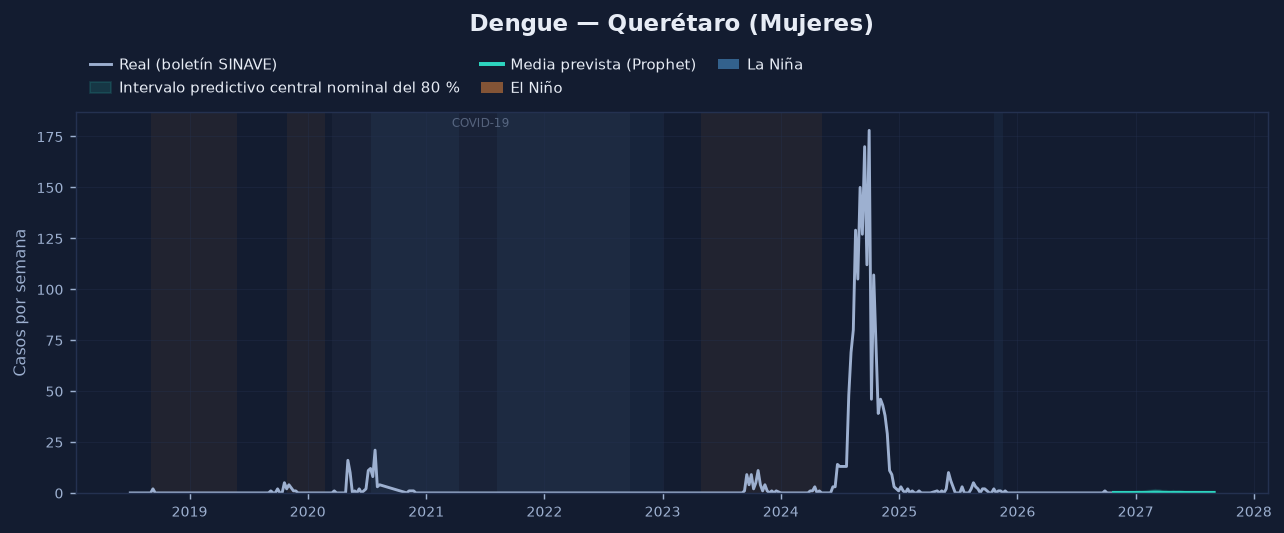 Dengue — Querétaro (Mujeres)
Real (boletín SINAVE)
Media prevista (Prophet)
La Niña
Intervalo predictivo central nominal del 80 %
El Niño
COVID-19
Casos por semana
175
150
125
100
75
50
25
0
2019 2020 2021 2022 2023 2024 2025 2026 2027 2028